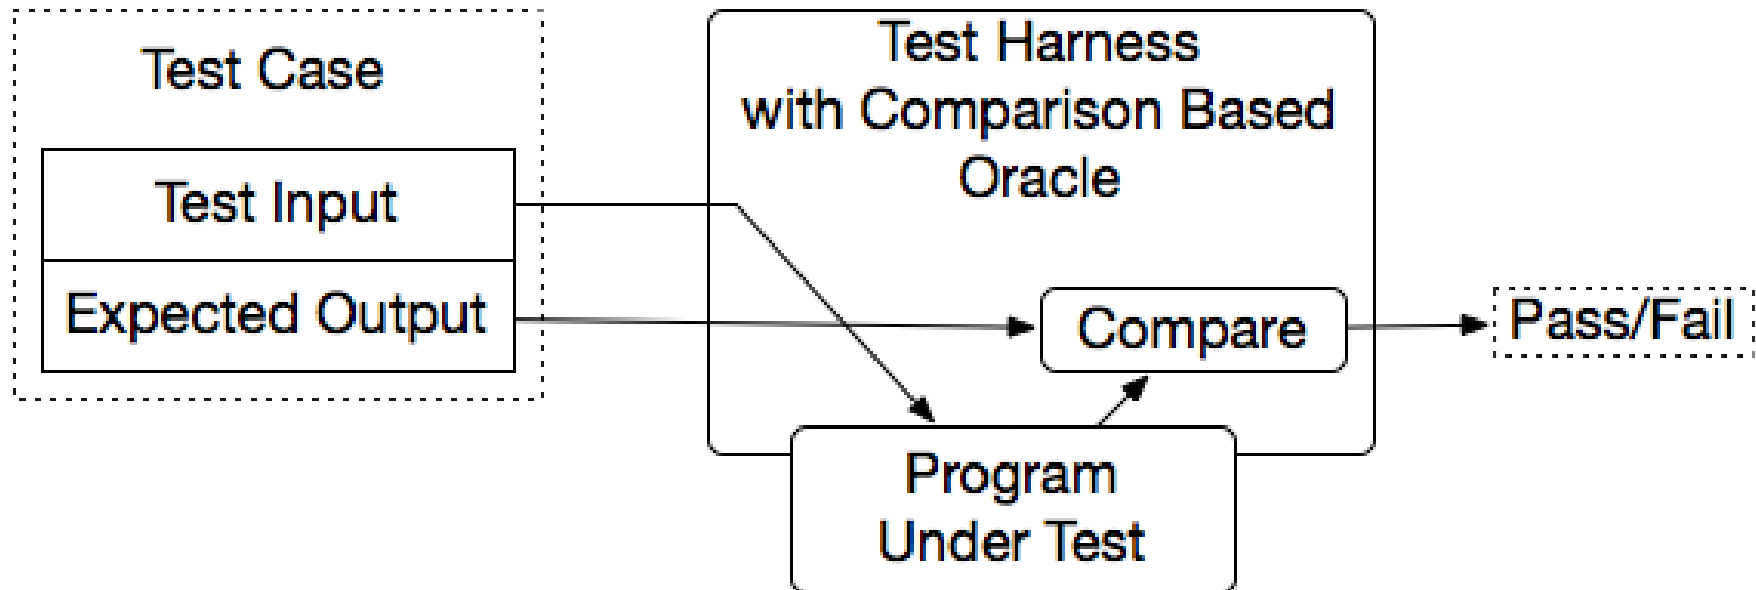 Test Case
Test Input
Expected Output
Test Harness
with Comparison Based
Oracle
Compare
Program
Under Test
Pass/Fail